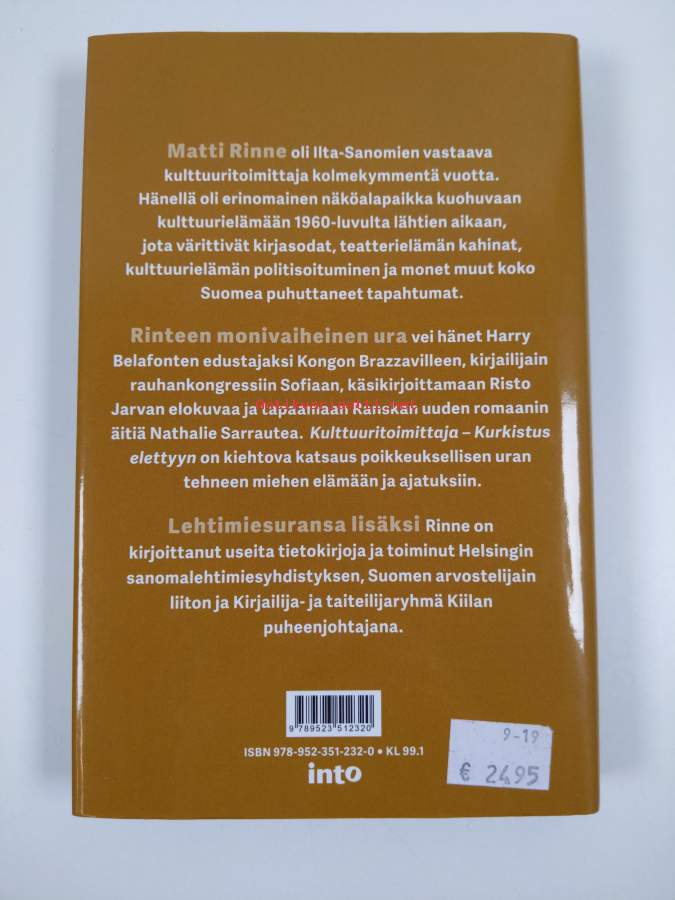 Matti Rinne oli Ilta-Sanomien vastaava
kulttuuritoimittaja kolmekymmentä vuotta.
Hänellä oli erinomainen näköalapaikka kuohuvaan
kulttuurielämään 1960-luvulta lähtien aikaan,
jota värittivät kirjasodat, teatterielämän kahinat,
kulttuurielämän politisoituminen ja monet muut koko
Suomea puhuttaneet tapahtumat.
Rinteen monivaiheinen ura vei hänet Harry
Belafonten edustajaksi Kongon Brazzavilleen, kirjailijain
rauhankongressiin Sofiaan, käsikirjoittamaan Risto
Jarvan elokuvaa ja tapaamaan Ranskan uuden romaanin
äitiä Nathalie Sarrautea. Kulttuuritoimittaja – Kurkistus
elettyyn on kiehtova katsaus poikkeuksellisen uran
tehneen miehen elämään ja ajatuksiin.
Lehtimiesuransa lisäksi Rinne on
kirjoittanut useita tietokirjoja ja toiminut Helsingin
sanomalehtimiesyhdistyksen, Suomen arvostelijain
liiton ja Kirjailija- ja taiteilijaryhmä Kiilan
puheenjohtajana.
9 789523 512320
ISBN 978-952-351-232-0 • KL 99.1
into
9-19
€ 24,95